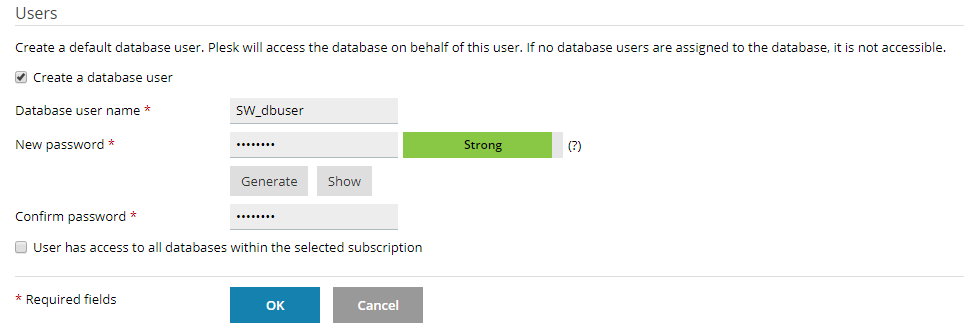 Users
Create a default database user. Plesk will access the database on behalf of this user. If no database users are assigned to the database, it is not accessible.
Create a database user
Database user name * SW_dbuser
New password * •••••••• Strong (?)
Generate Show
Confirm password * ••••••••
User has access to all databases within the selected subscription
* Required fields OK Cancel